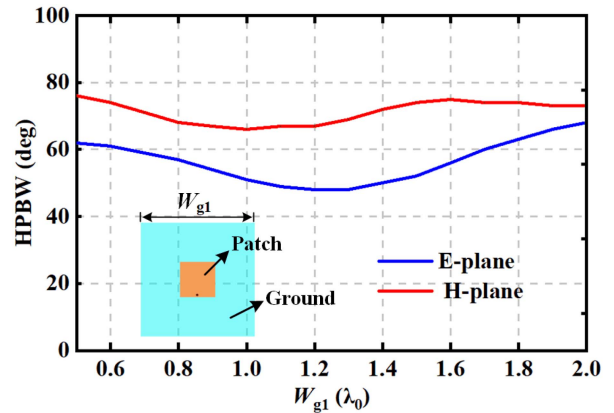 100
80
60
40
20
0
HPBW (deg)
Wg1
Patch
Ground
E-plane
H-plane
0.6 0.8 1.0 1.2 1.4 1.6 1.8 2.0
Wg1 (λ0)